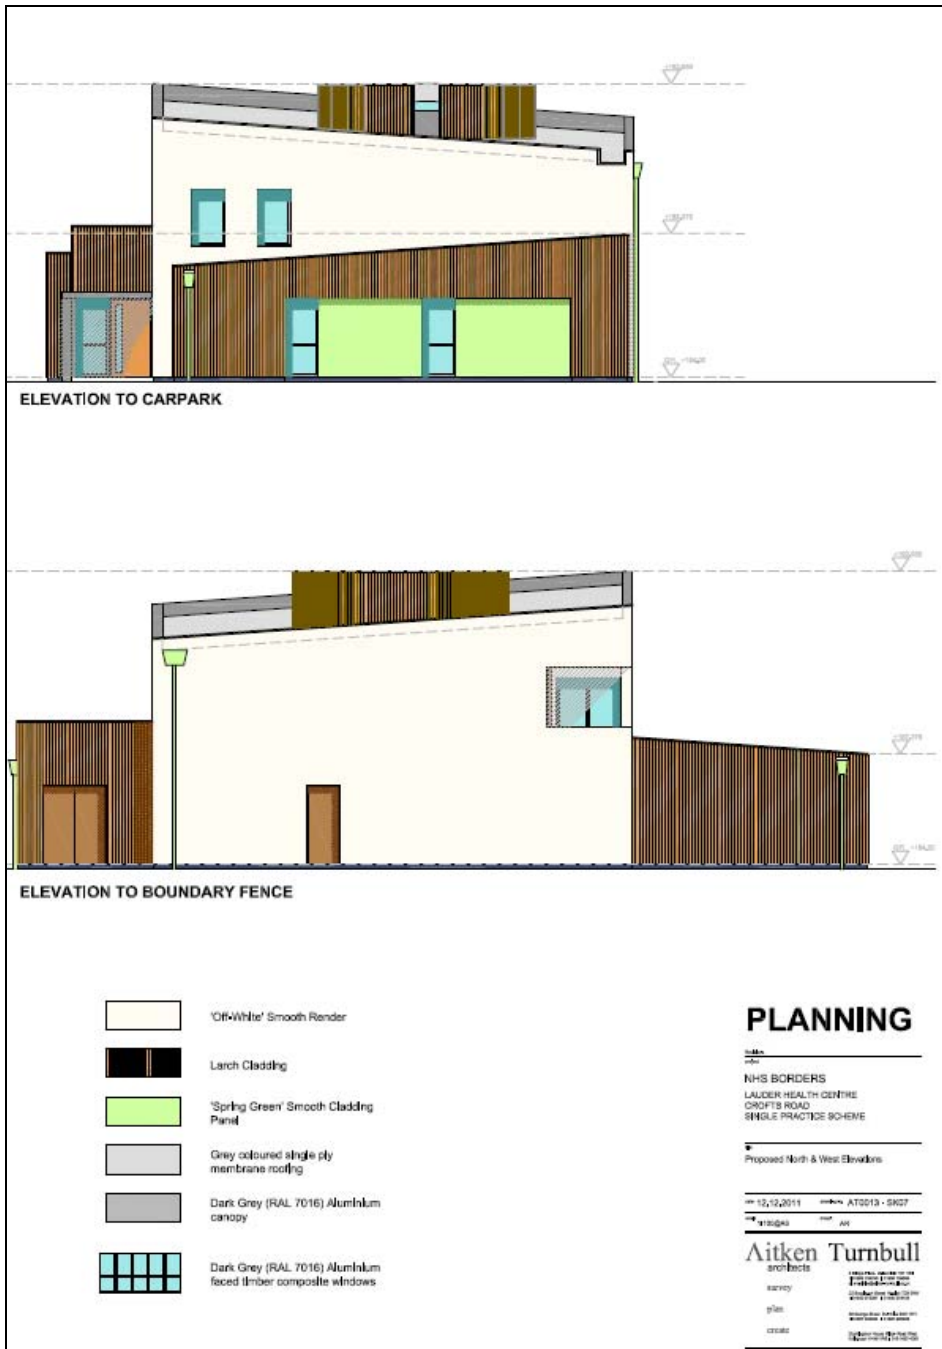 ELEVATION TO CARPARK
ELEVATION TO BOUNDARY FENCE
'Off-White' Smooth Render
Larch Cladding
'Spring Green' Smooth Cladding
Panel
Grey coloured single ply
membrane roofing
Dark Grey (RAL 7016) Aluminium
canopy
Dark Grey (RAL 7016) Aluminium
faced timber composite windows
PLANNING
NHS BORDERS
LAUDER HEALTH CENTRE
CROFTS ROAD
SINGLE PRACTICE SCHEME
Proposed North & West Elevations
12.12.2011 AT0013 - SK07
1:100@A3
Aitken Turnbull
architects
survey
plan
create